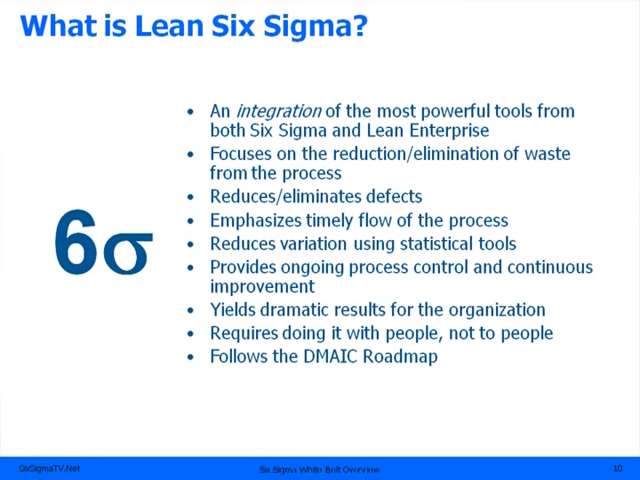 What is Lean Six Sigma?
• An integration of the most powerful tools from
both Six Sigma and Lean Enterprise
• Focuses on the reduction/elimination of waste
from the process
• Reduces/eliminates defects
• Emphasizes timely flow of the process
• Reduces variation using statistical tools
• Provides ongoing process control and continuous
improvement
• Yields dramatic results for the organization
• Requires doing it with people, not to people
• Follows the DMAIC Roadmap
6σ
SixSigmaTV.Net
Six Sigma White Belt Overview
10